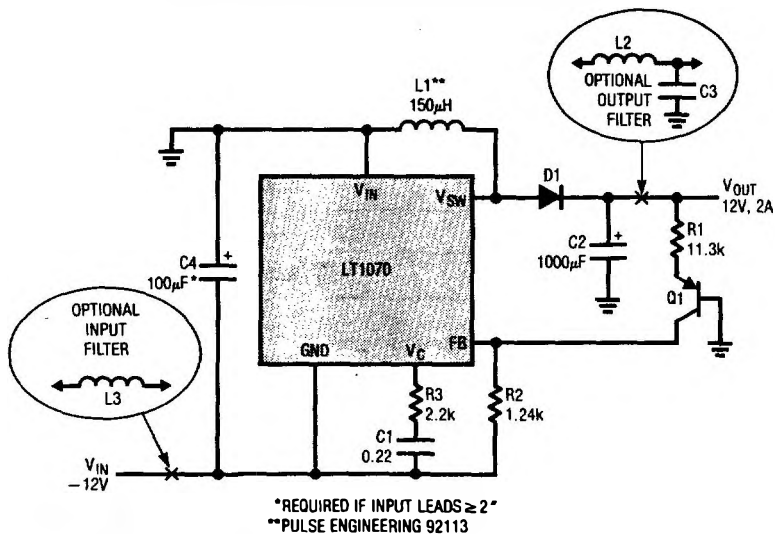 L2
OPTIONAL
OUTPUT
FILTER
C3
L1**
150µH
D1
VOUT
12V, 2A
VIN
VSW
C4
100µF*
+
LT1070
C2
1000µF
+
R1
11.3k
Q1
OPTIONAL
INPUT
FILTER
L3
GND
VC
FB
R3
2.2k
R2
1.24k
C1
0.22
VIN
−12V
*REQUIRED IF INPUT LEADS ≥ 2"
**PULSE ENGINEERING 92113